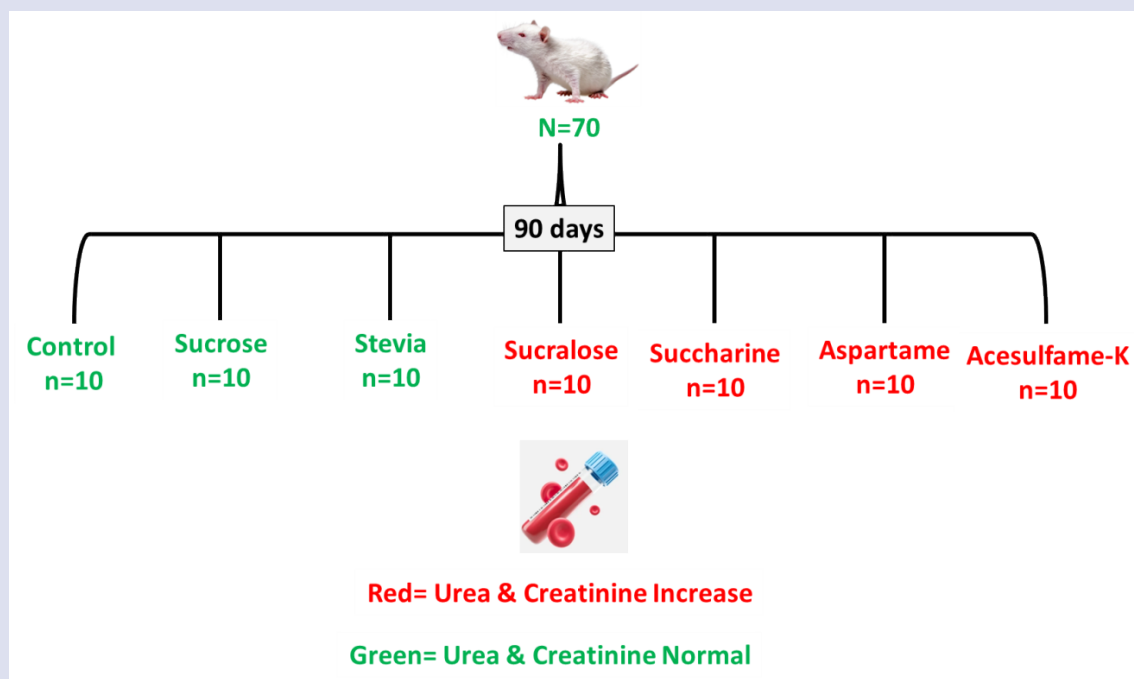 N=70
90 days
Control
n=10
Sucrose
n=10
Stevia
n=10
Sucralose
n=10
Succharine
n=10
Aspartame
n=10
Acesulfame-K
n=10
Red= Urea & Creatinine Increase
Green= Urea & Creatinine Normal